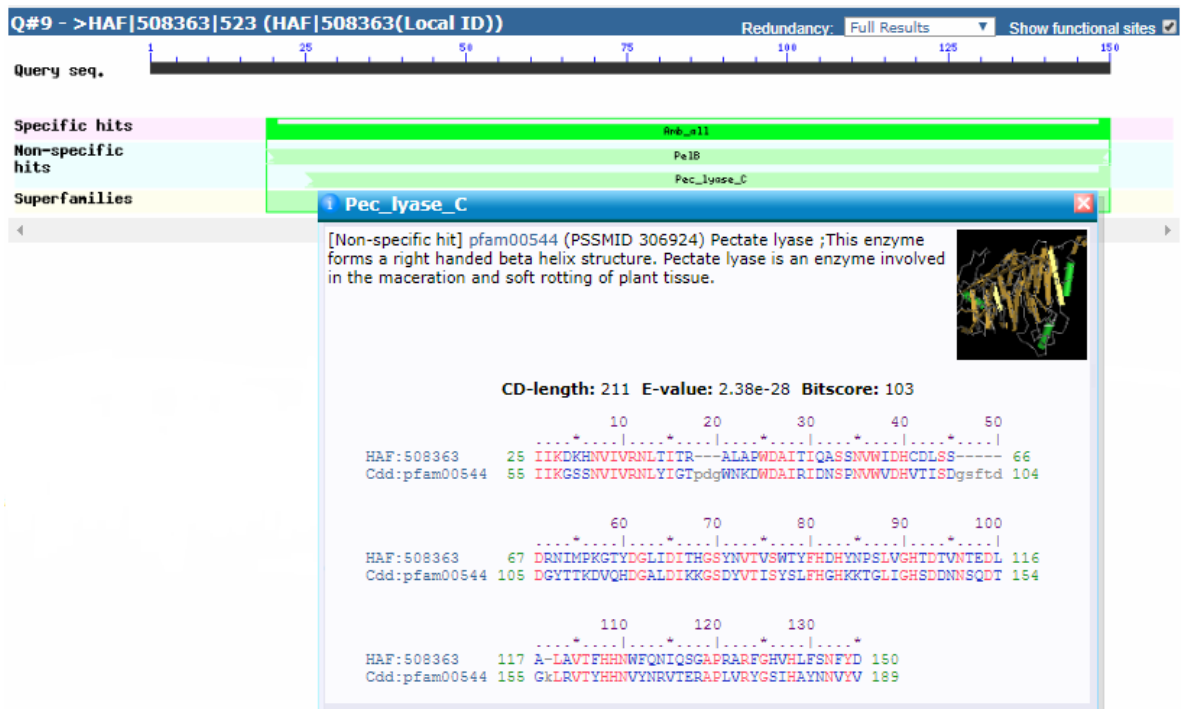 Q#9 - >HAF|508363|523 (HAF|508363(Local ID))
Redundancy: Full Results ▼ Show functional sites
1 25 50 75 100 125 150
Query seq.
Specific hits
Amb_all
Non-specific
hits
PelB
Pec_lyase_C
Superfamilies
Pec_lyase_C
[Non-specific hit] pfam00544 (PSSMID 306924) Pectate lyase ;This enzyme
forms a right handed beta helix structure. Pectate lyase is an enzyme involved
in the maceration and soft rotting of plant tissue.
CD-length: 211 E-value: 2.38e-28 Bitscore: 103
10 20 30 40 50
....*....|....*....|....*....|....*....|....*....|
HAF:508363 25 IIKDKHNVIVRNLTITR---ALAPWDAITIQASSNVWIDHCDLSS----- 66
Cdd:pfam00544 55 IIKGSSNVIVRNLYIGTpdgWNKDWDAIRIDNSPNVWVDHVTISDgsftd 104
60 70 80 90 100
....*....|....*....|....*....|....*....|....*....|
HAF:508363 67 DRNIMPKGTYDGLIDITHGSYNVTVSWTYFHDHYNPSLVGHTDTVNTEDL 116
Cdd:pfam00544 105 DGYTTKDVQHDGALDIKKGSDYVTISYSLFHGHKKTGLIGHSDDNNSQDT 154
110 120 130
....*....|....*....|....*....|....*
HAF:508363 117 A-LAVTFHHNWFQNIQSGAPRARFGHVHLFSNFYD 150
Cdd:pfam00544 155 GkLRVTYHHNVYNRVTERAPLVRYGSIHAYNNVYV 189